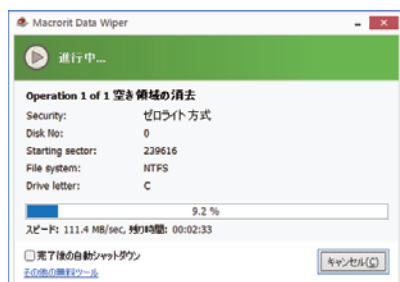 Macrorit Data Wiper
進行中...
Operation 1 of 1 空き領域の消去
Security: ゼロライト方式
Disk No: 0
Starting sector: 239616
File system: NTFS
Drive letter: C
9.2 %
スピード: 111.4 MB/sec, 残り時間: 00:02:33
完了後の自動シャットダウン
その他の無料ツール
キャンセル(C)